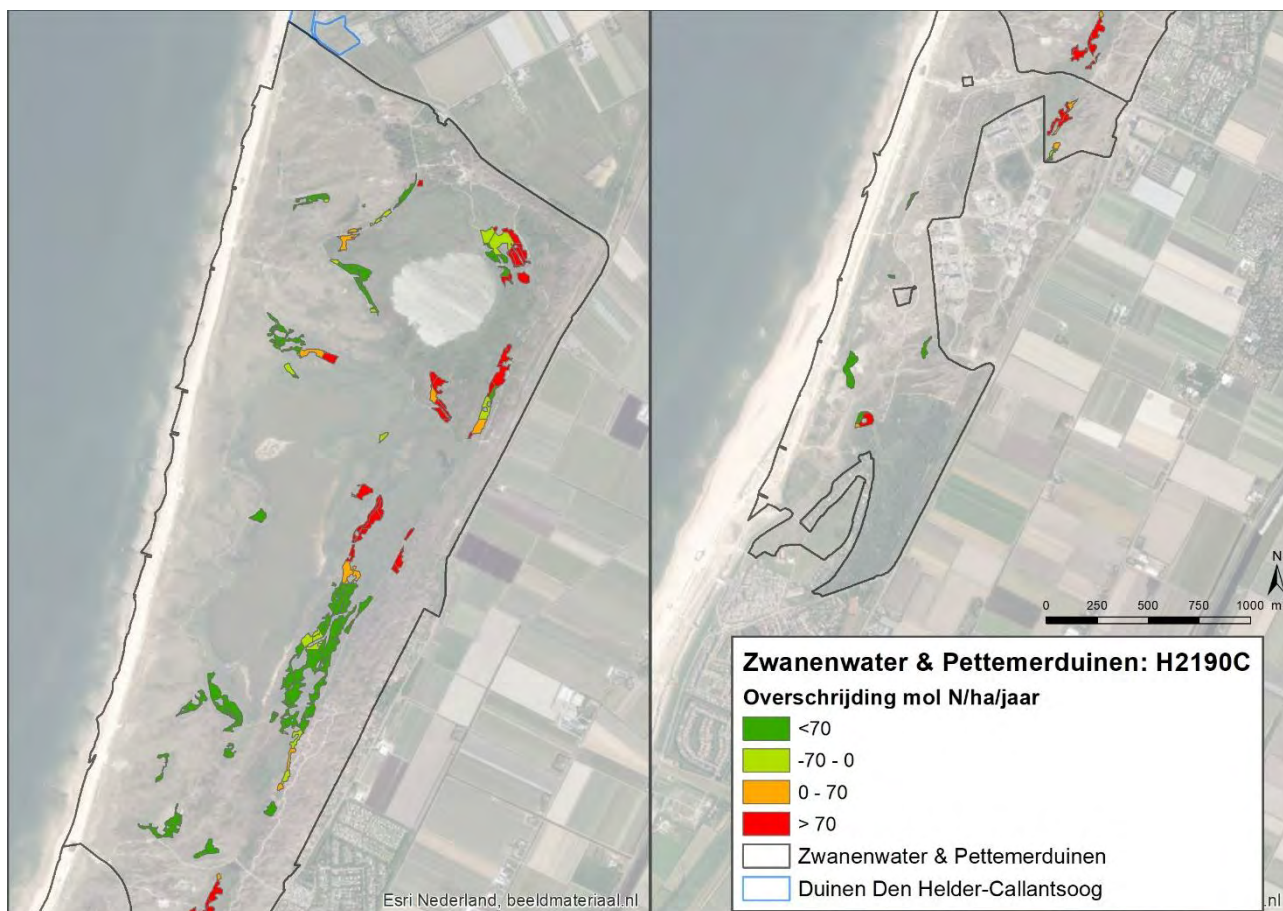 Esri Nederland, beeldmateriaal.nl
.nl
N
0 250 500 750 1000
m
Zwanenwater & Pettemerduinen: H2190C
Overschrijding mol N/ha/jaar
<70
-70 - 0
0 - 70
> 70
Zwanenwater & Pettemerduinen
Duinen Den Helder-Callantsoog
.nl